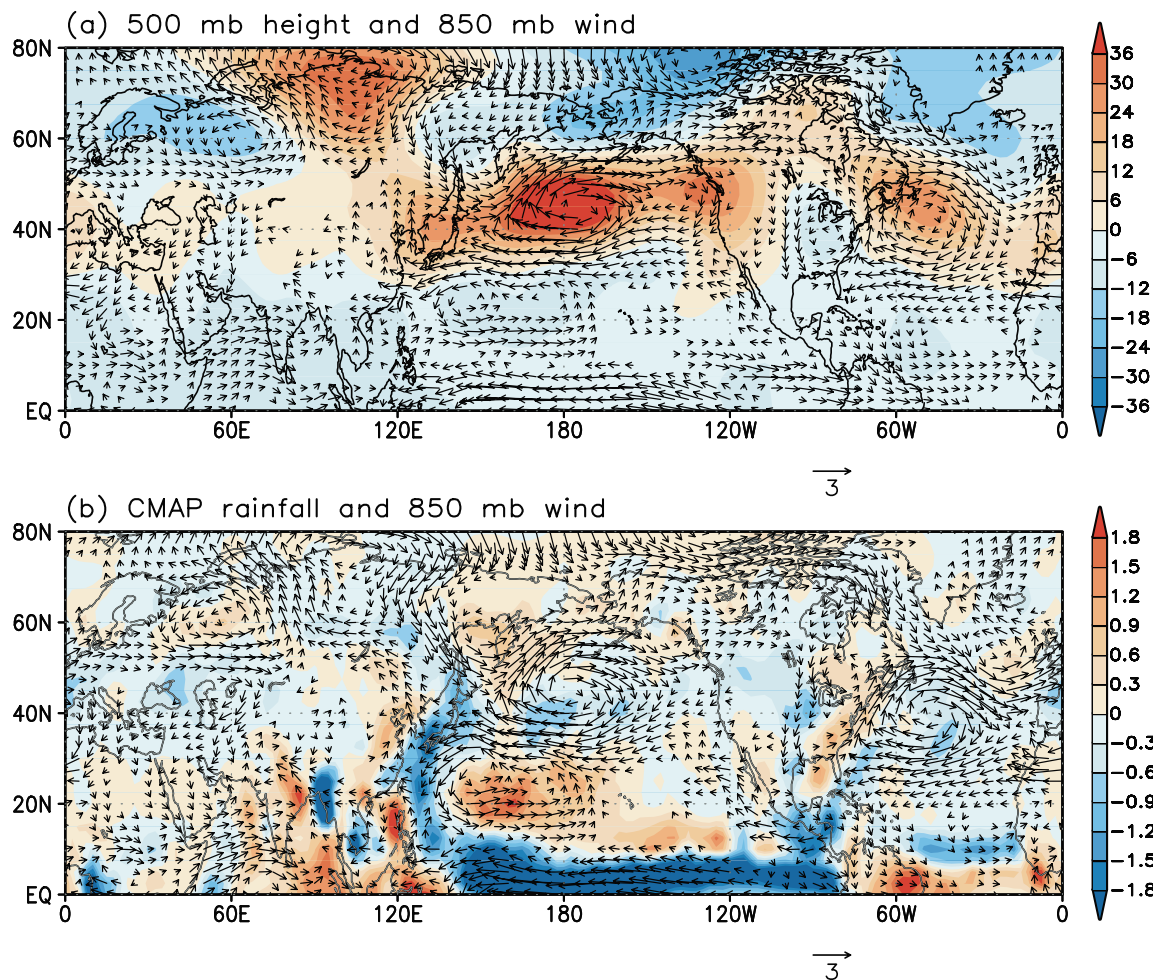 (a) 500 mb height and 850 mb wind
80N
60N
40N
20N
EQ
0 60E 120E 180 120W 60W 0
36
30
24
18
12
6
0
−6
−12
−18
−24
−30
−36
3
(b) CMAP rainfall and 850 mb wind
80N
60N
40N
20N
EQ
0 60E 120E 180 120W 60W 0
1.8
1.5
1.2
0.9
0.6
0.3
0
−0.3
−0.6
−0.9
−1.2
−1.5
−1.8
3